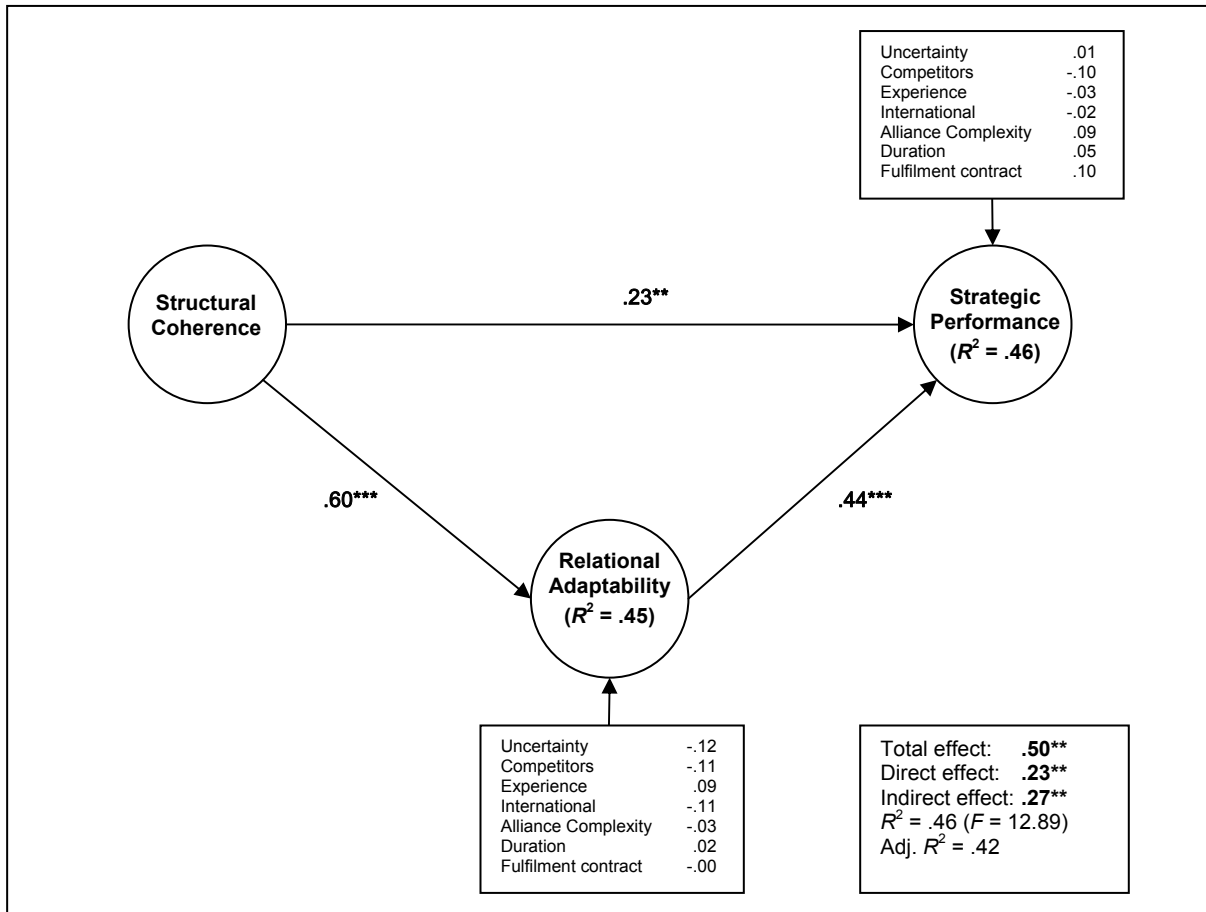 Uncertainty .01
Competitors -.10
Experience -.03
International -.02
Alliance Complexity .09
Duration .05
Fulfilment contract .10
Structural
Coherence
.23**
Strategic
Performance
(R² = .46)
.60***
.44***
Relational
Adaptability
(R² = .45)
Uncertainty -.12
Competitors -.11
Experience .09
International -.11
Alliance Complexity -.03
Duration .02
Fulfilment contract -.00
Total effect: .50**
Direct effect: .23**
Indirect effect: .27**
R² = .46 (F = 12.89)
Adj. R² = .42